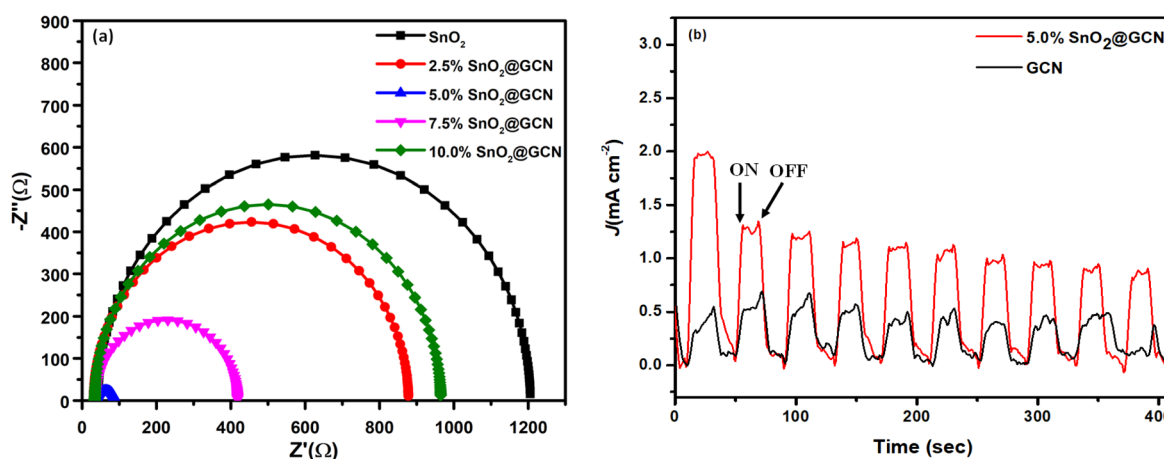 (a)
SnO₂
2.5% SnO₂@GCN
5.0% SnO₂@GCN
7.5% SnO₂@GCN
10.0% SnO₂@GCN
900
800
700
600
500
400
300
200
100
0
-Z''(Ω)
0 200 400 600 800 1000 1200
Z'(Ω)
(b)
5.0% SnO₂@GCN
GCN
ON OFF
3.0
2.5
2.0
1.5
1.0
0.5
0.0
J/(mA cm⁻²)
0 100 200 300 400
Time (sec)